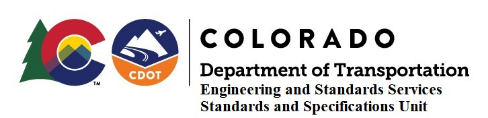 COLORADO
Department of Transportation
Engineering and Standards Services
Standards and Specifications Unit
CDOT
TM